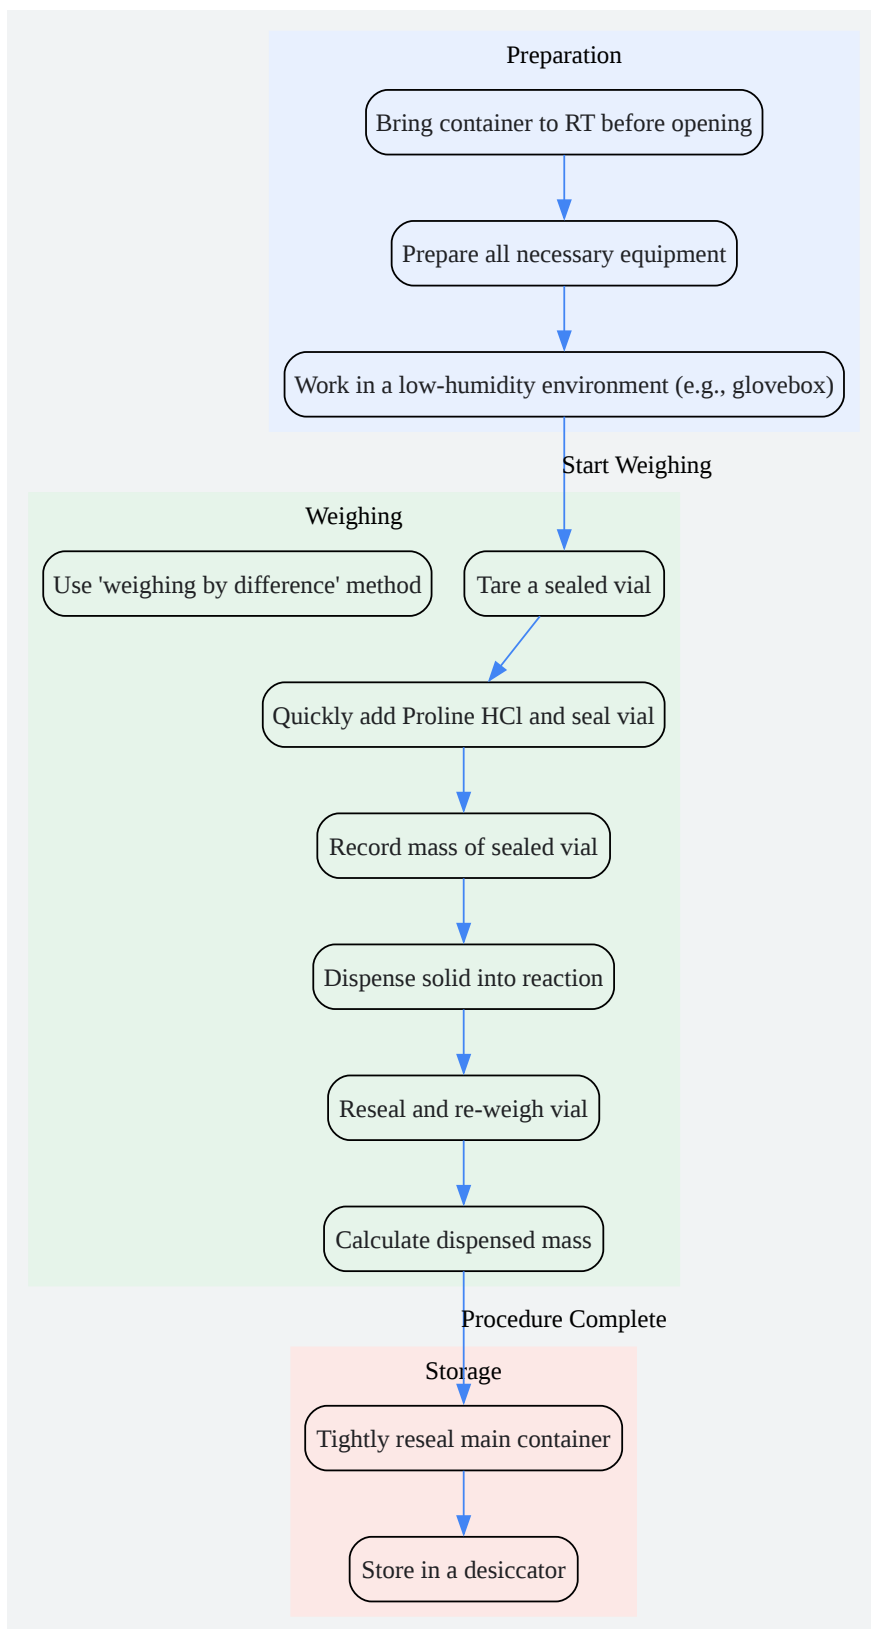 Preparation
Bring container to RT before opening
Prepare all necessary equipment
Work in a low-humidity environment (e.g., glovebox)
Start Weighing
Weighing
Use 'weighing by difference' method
Tare a sealed vial
Quickly add Proline HCl and seal vial
Record mass of sealed vial
Dispense solid into reaction
Reseal and re-weigh vial
Calculate dispensed mass
Procedure Complete
Storage
Tightly reseal main container
Store in a desiccator